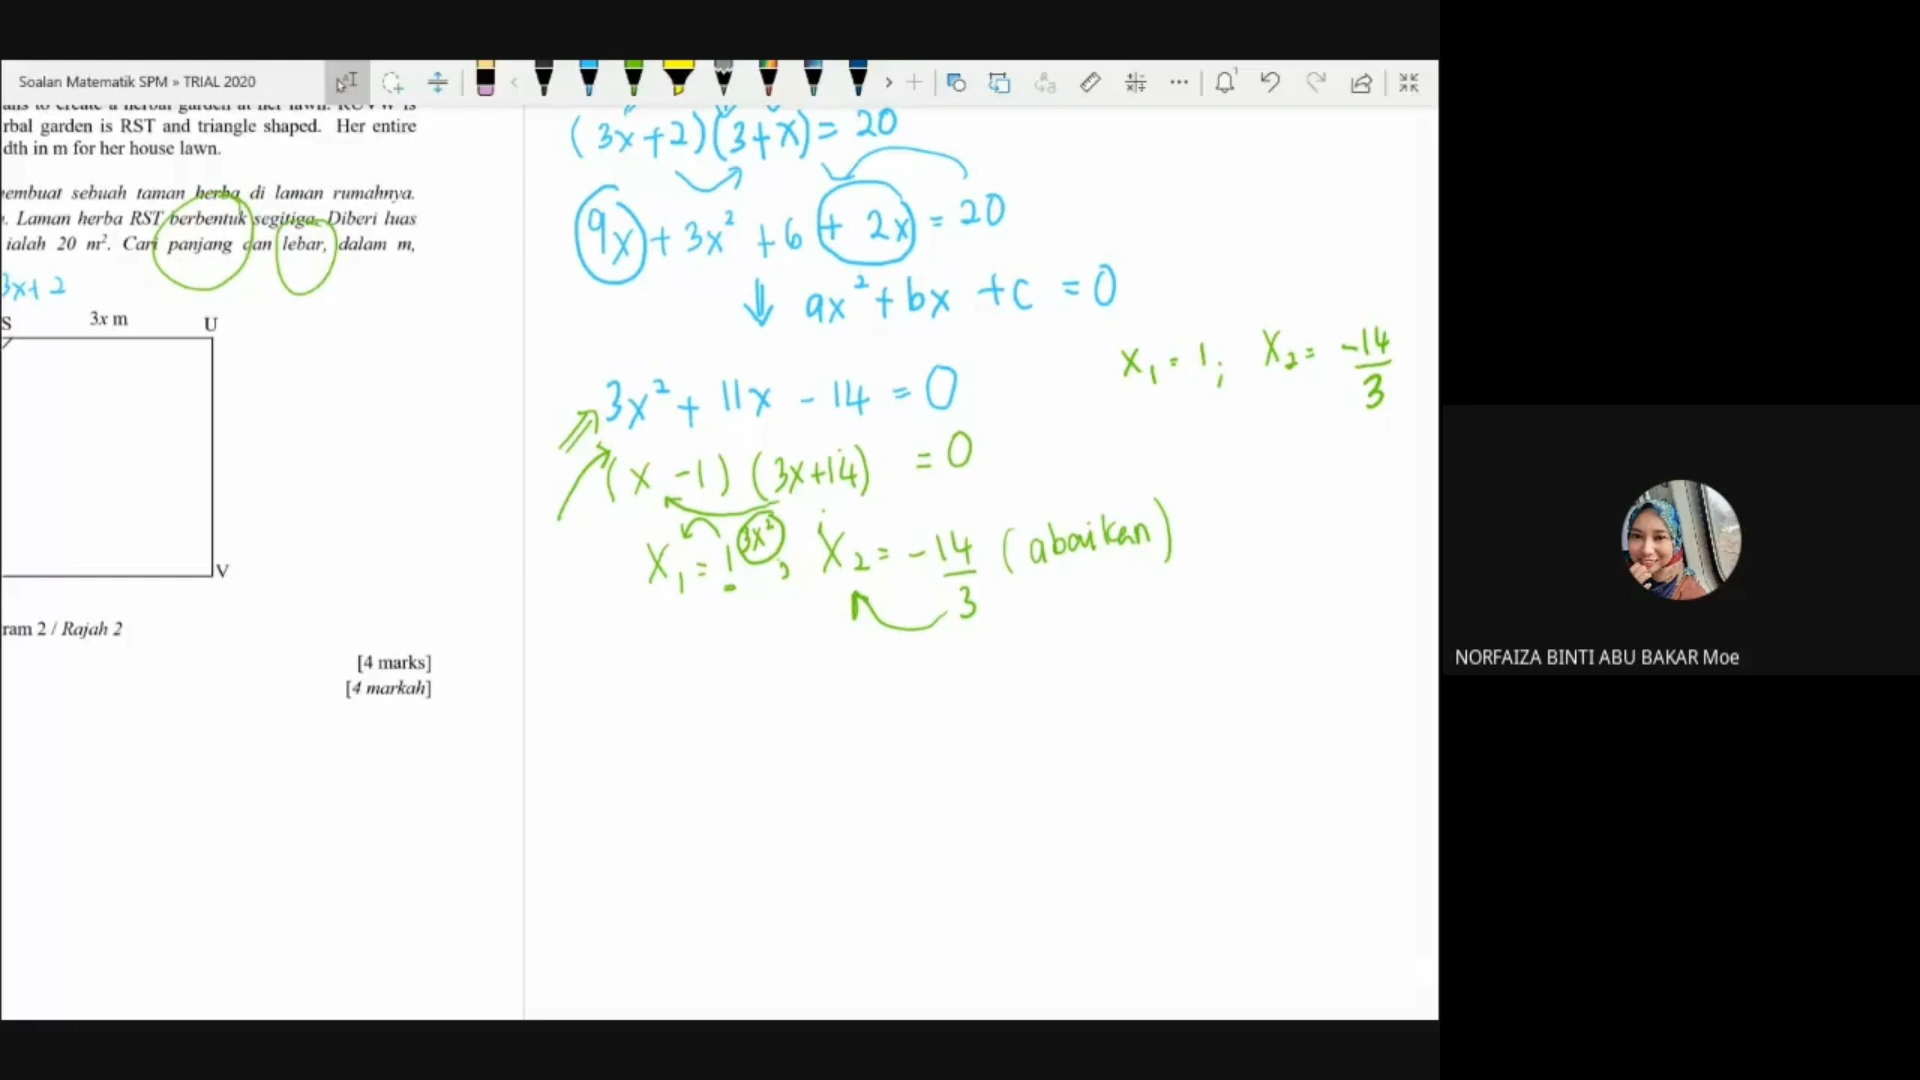 Soalan Matematik SPM » TRIAL 2020
rbal garden is RST and triangle shaped. Her entire
dth in m for her house lawn.
embuat sebuah taman herba di laman rumahnya.
. Laman herba RST berbentuk segitiga. Diberi luas
ialah 20 m². Cari panjang dan lebar, dalam m,
3x+2
S 3x m U
V
ram 2 / Rajah 2
[4 marks]
[4 markah]
(3x+2)(3+x) = 20
9x + 3x² + 6 + 2x = 20
↓ ax² + bx + c = 0
3x² + 11x - 14 = 0
(x - 1) (3x+14) = 0
3x²
x₁ = 1 ; x₂ = -14/3 (abaikan)
x₁ = 1 ; x₂ = -14/3
NORFAIZA BINTI ABU BAKAR Moe